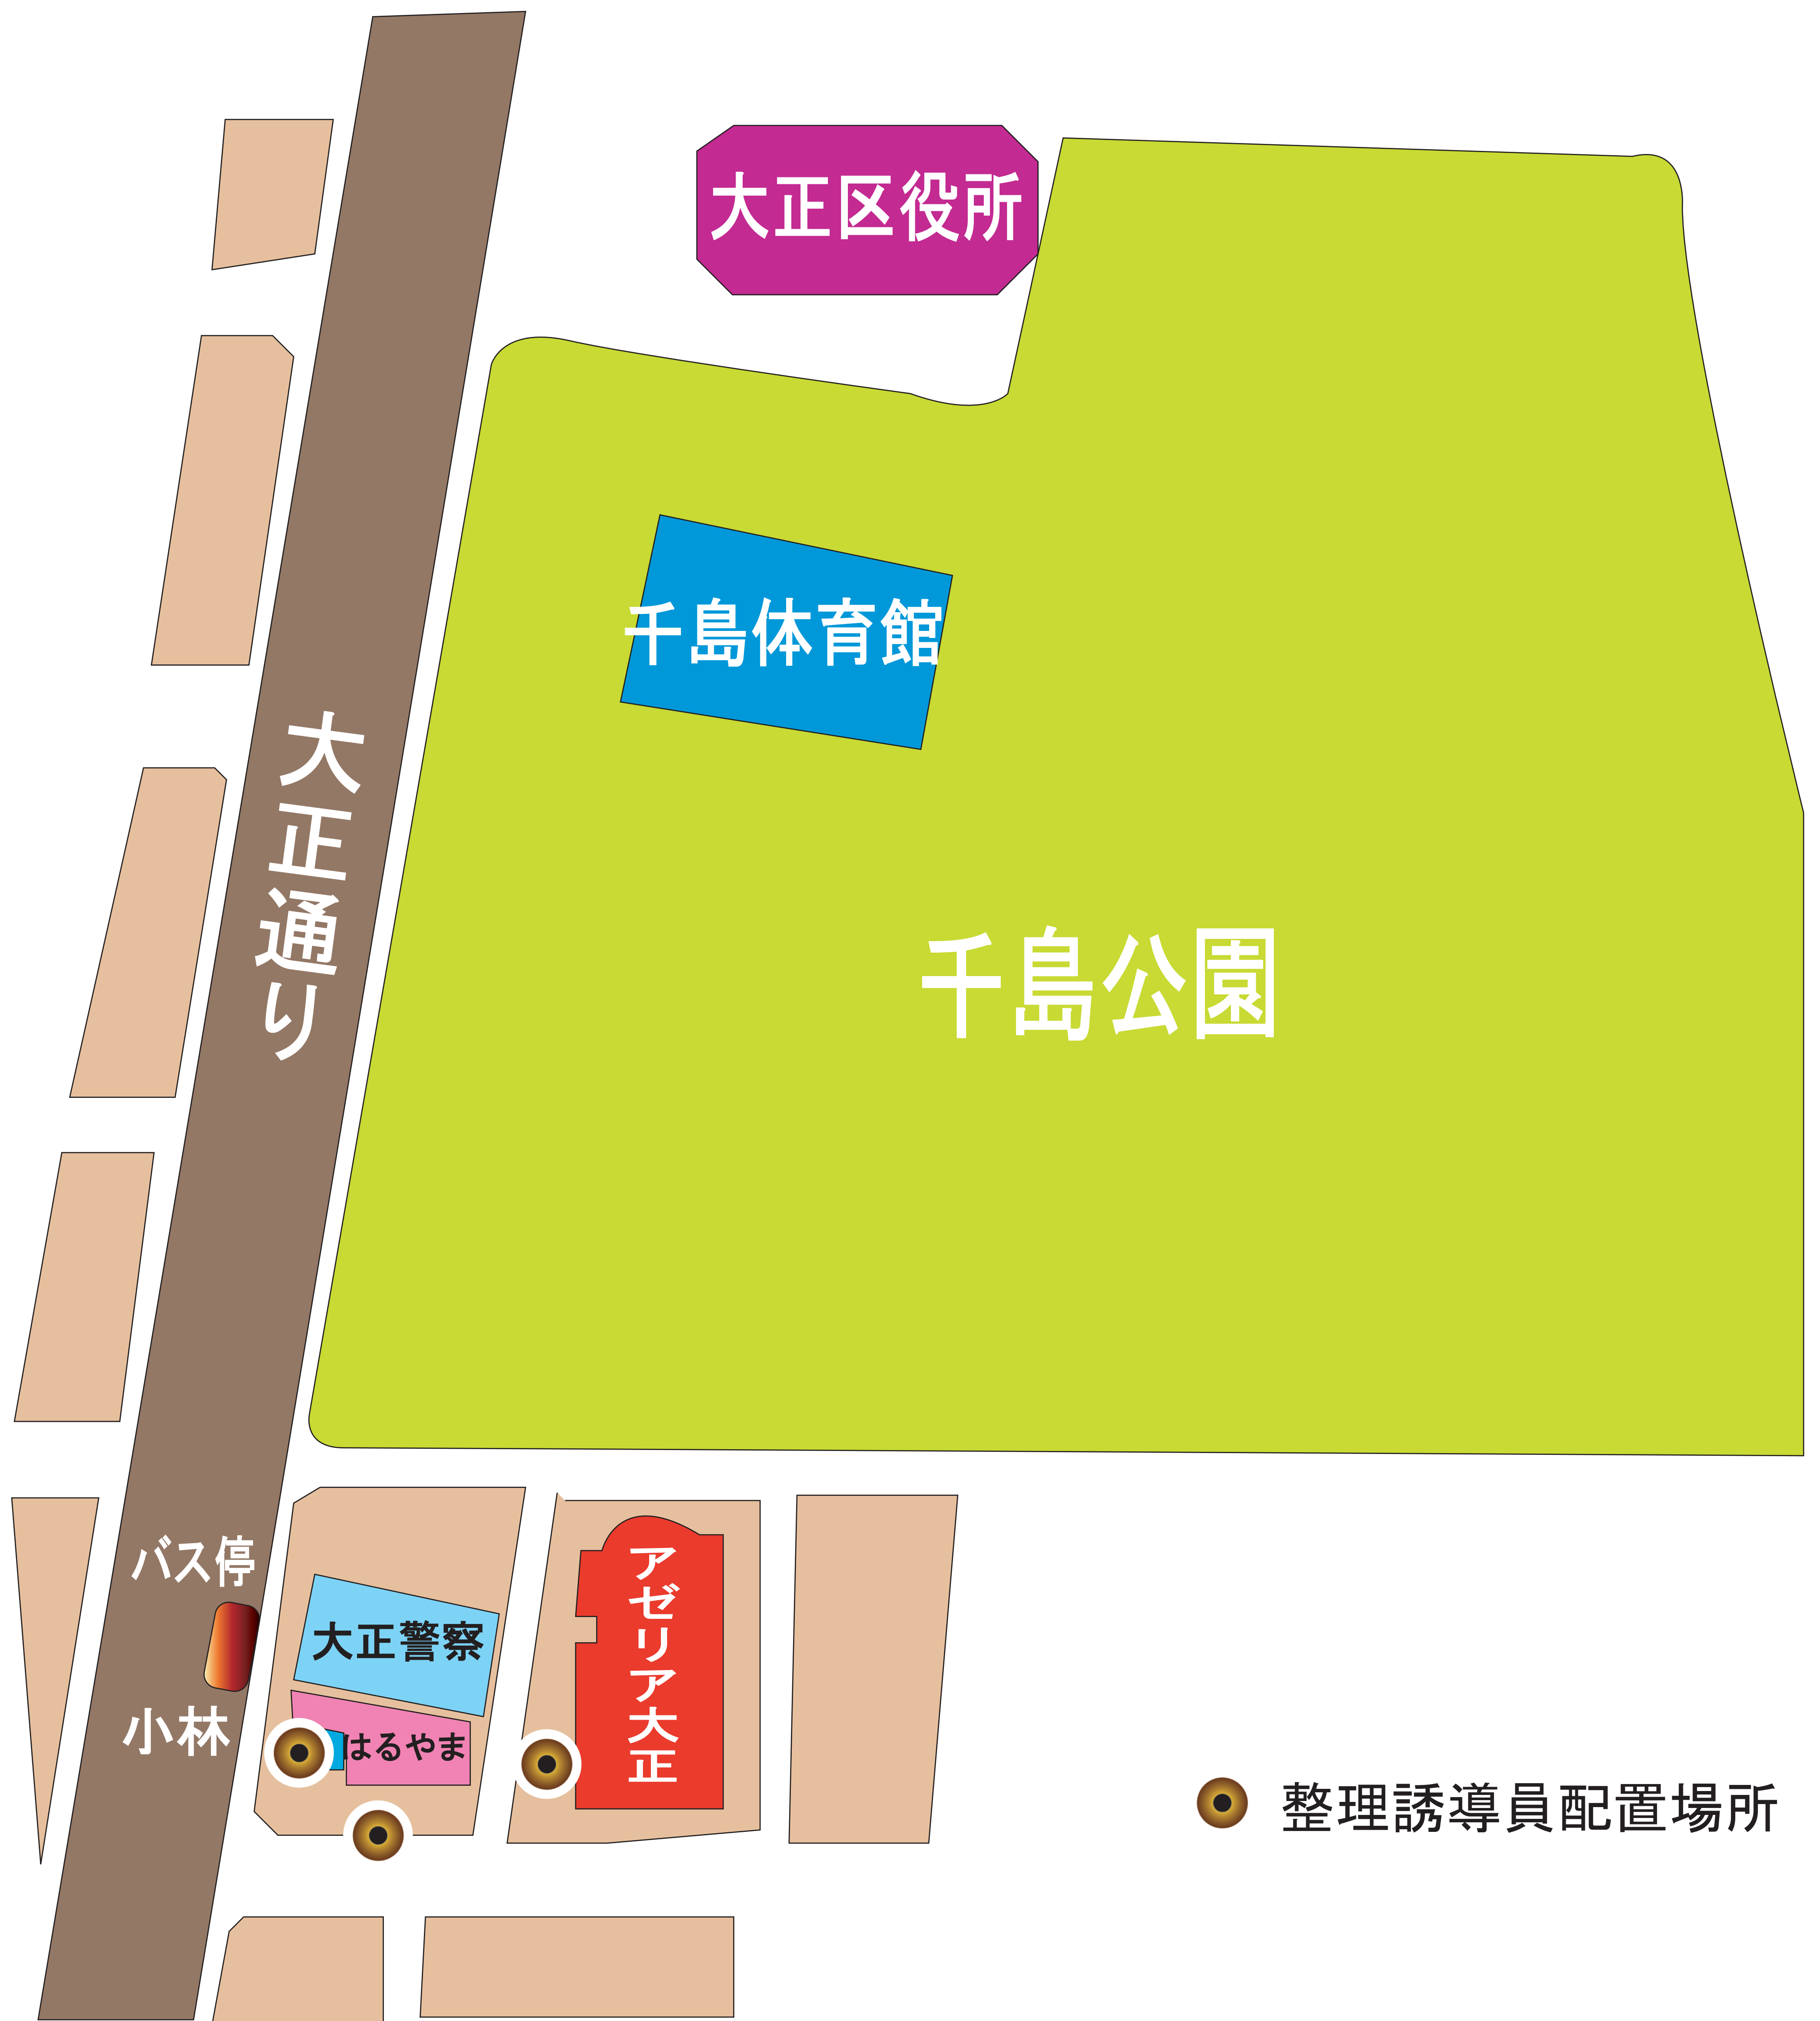 大正区役所
千島体育館
大正通り
千島公園
バス停
小林
大正警察
はるやま
アゼリア大正
整理誘導員配置場所